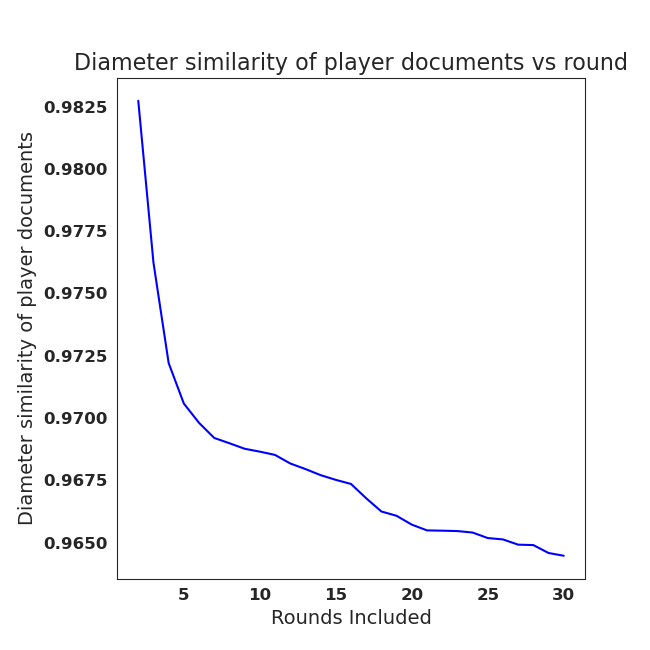 Diameter similarity of player documents vs round
Diameter similarity of player documents
0.9825
0.9800
0.9775
0.9750
0.9725
0.9700
0.9675
0.9650
5 10 15 20 25 30
Rounds Included